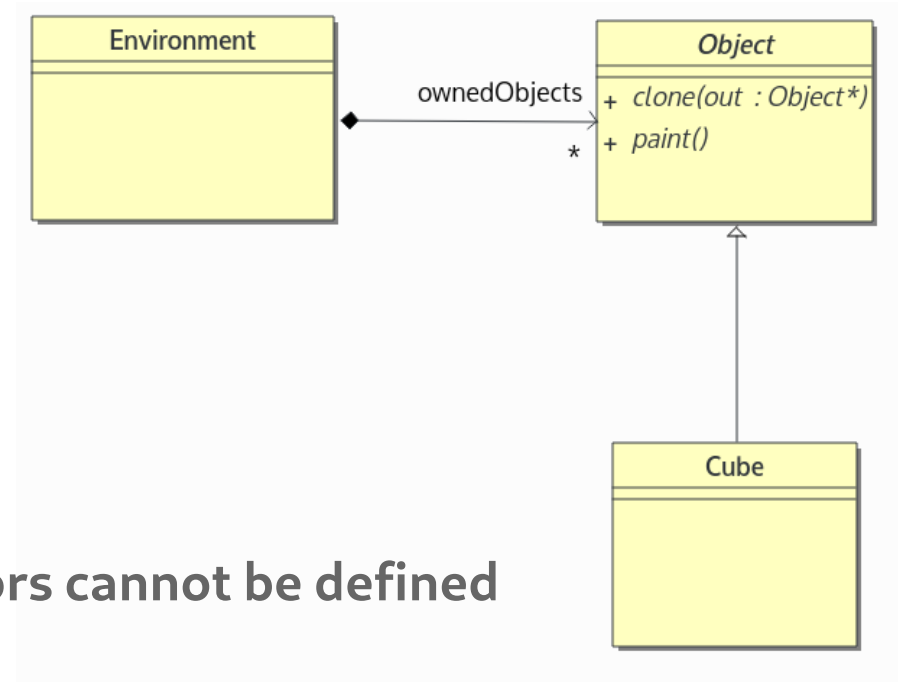 Environment
Object
ownedObjects
*
+ clone(out : Object*)
+ paint()
Cube
ors cannot be defined